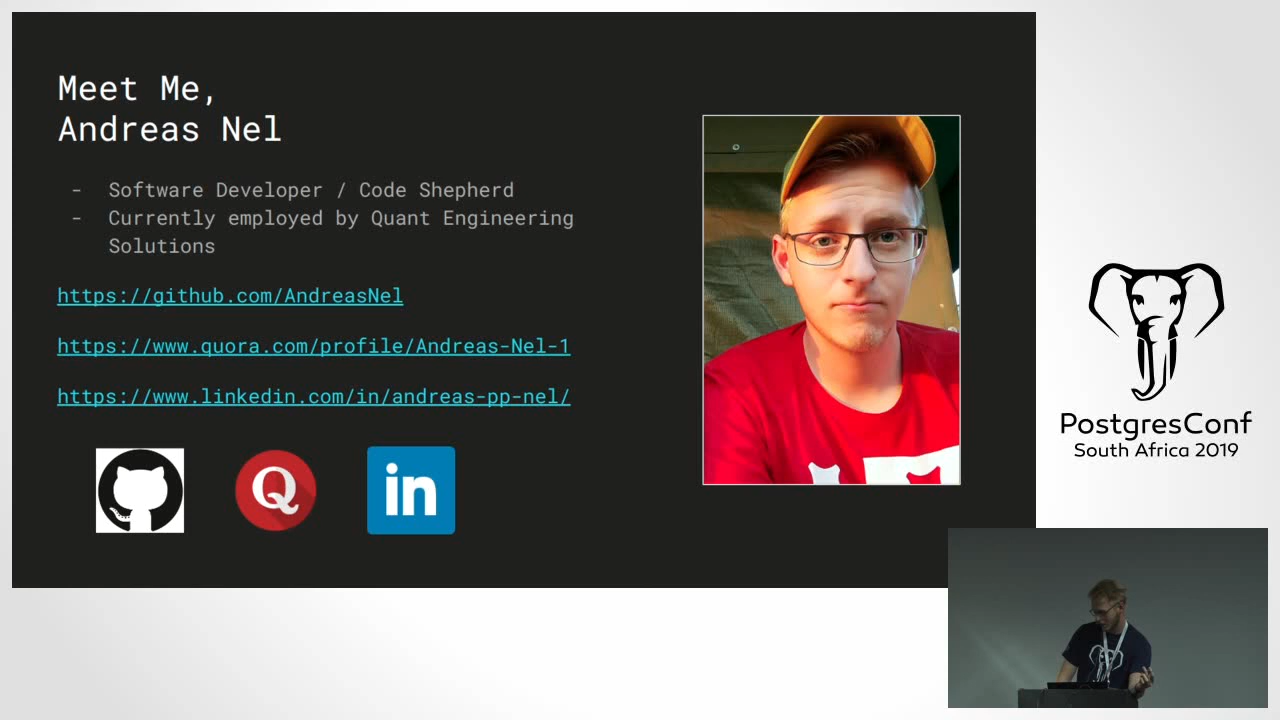 Meet Me,
Andreas Nel
- Software Developer / Code Shepherd
- Currently employed by Quant Engineering
Solutions
https://github.com/AndreasNel
https://www.quora.com/profile/Andreas-Nel-1
https://www.linkedin.com/in/andreas-pp-nel/
Q
in
PostgresConf
South Africa 2019